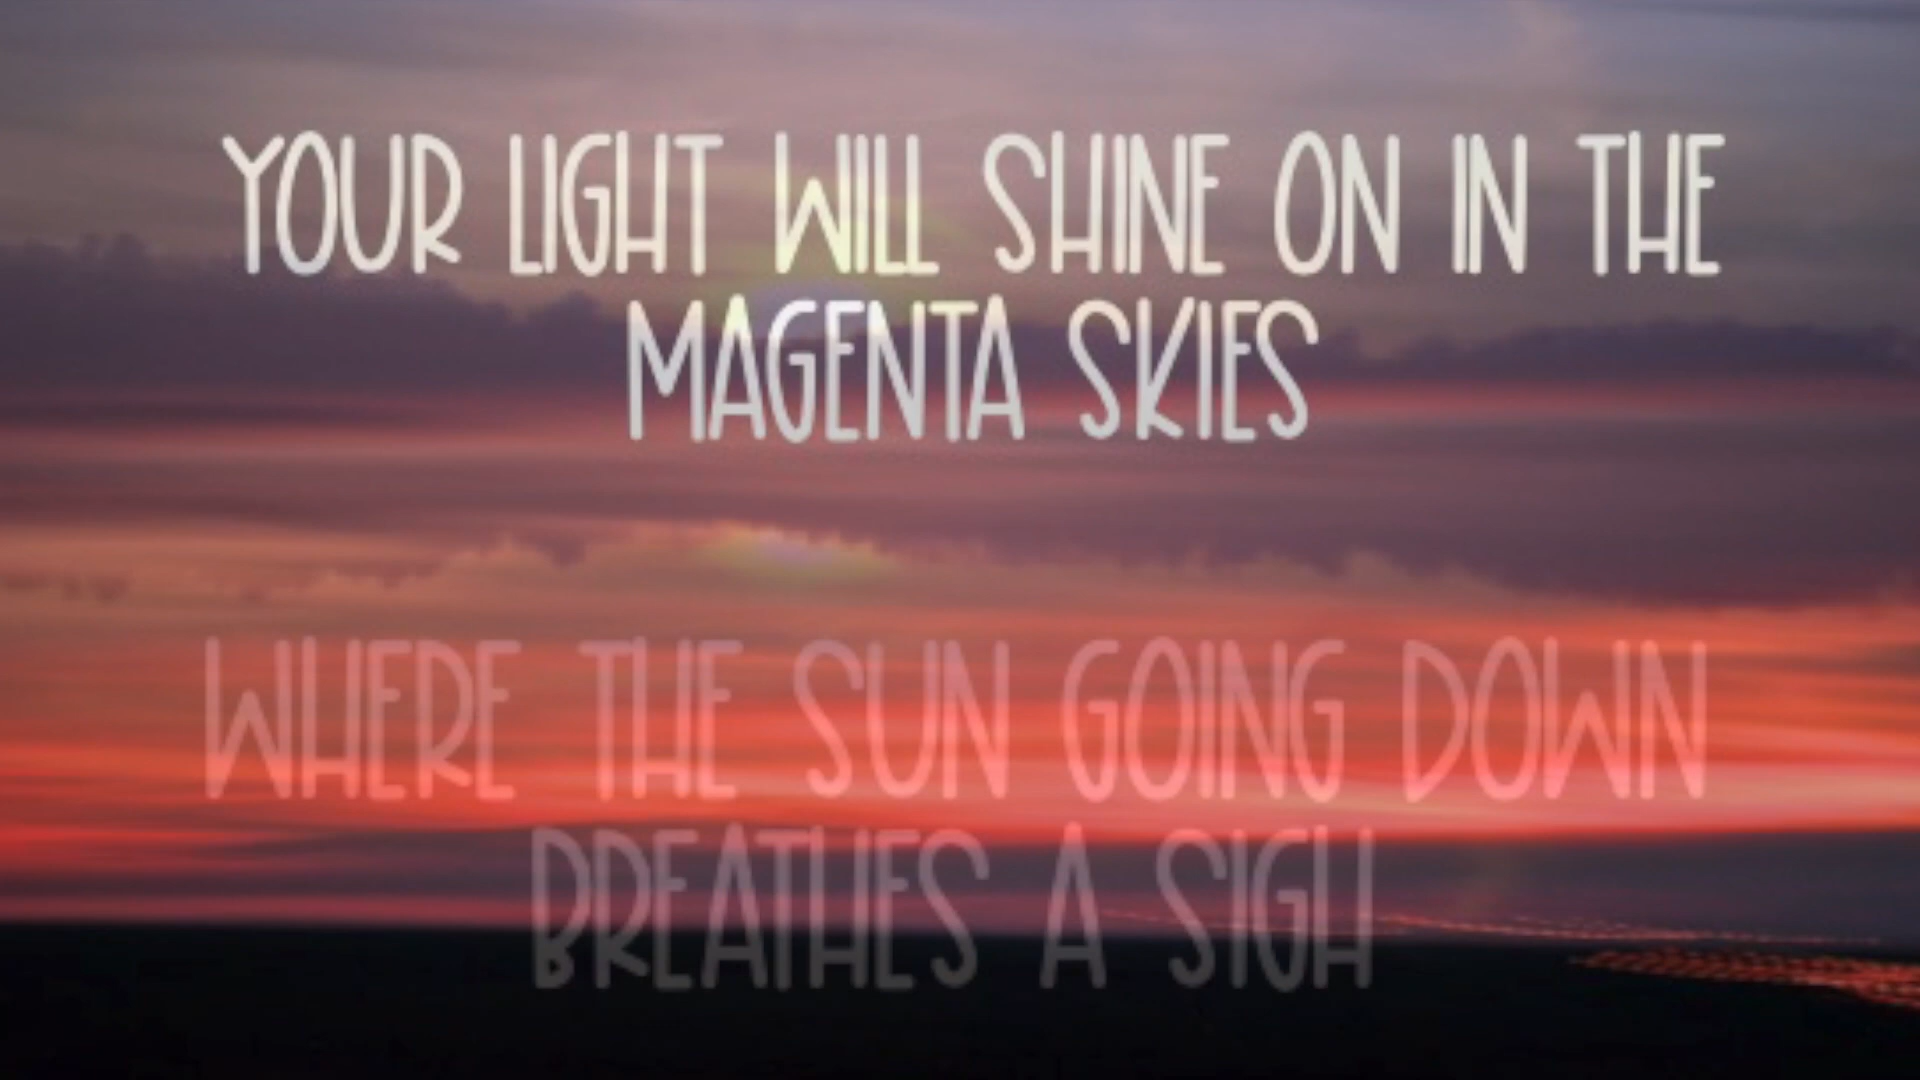 YOUR LIGHT WILL SHINE ON IN THE
MAGENTA SKIES
WHERE THE SUN GOING DOWN
BREATHES A SIGH